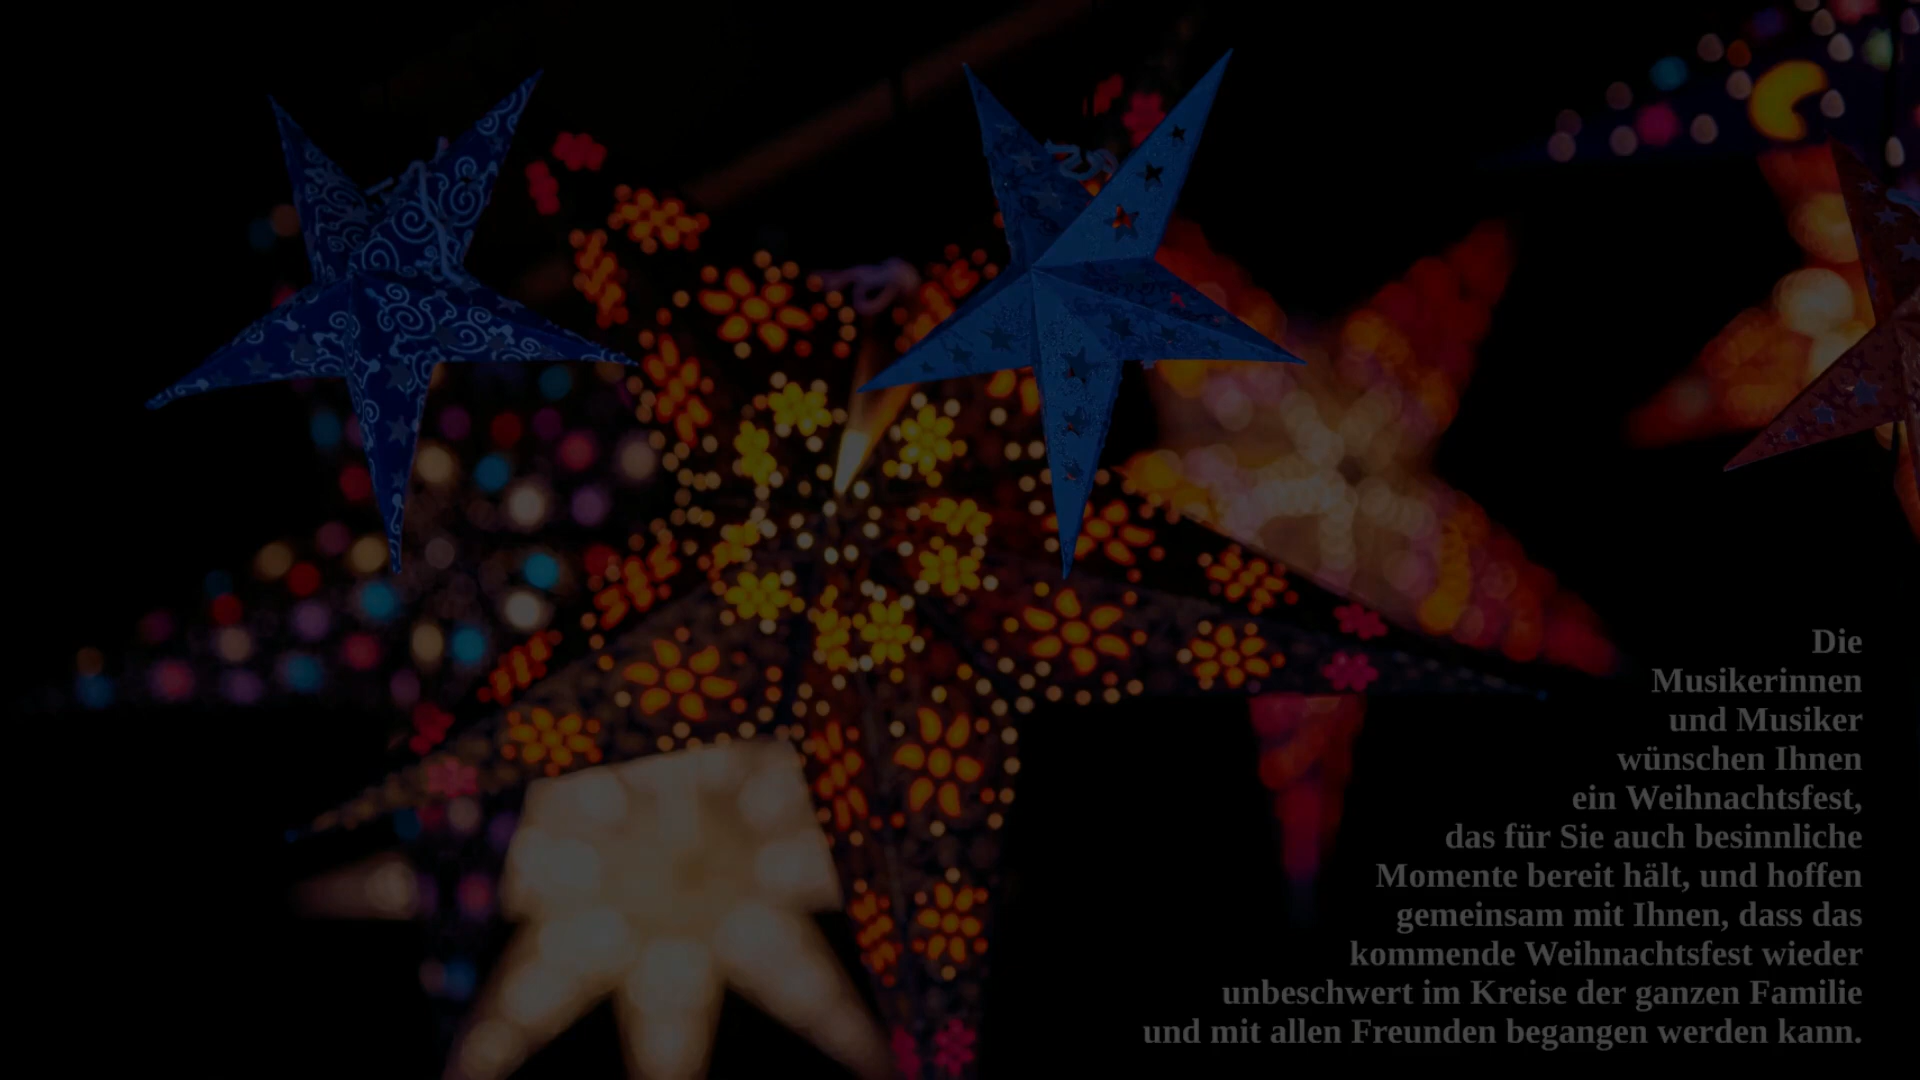 Die
Musikerinnen
und Musiker
wünschen Ihnen
ein Weihnachtsfest,
das für Sie auch besinnliche
Momente bereit hält, und hoffen
gemeinsam mit Ihnen, dass das
kommende Weihnachtsfest wieder
unbeschwert im Kreise der ganzen Familie
und mit allen Freunden begangen werden kann.